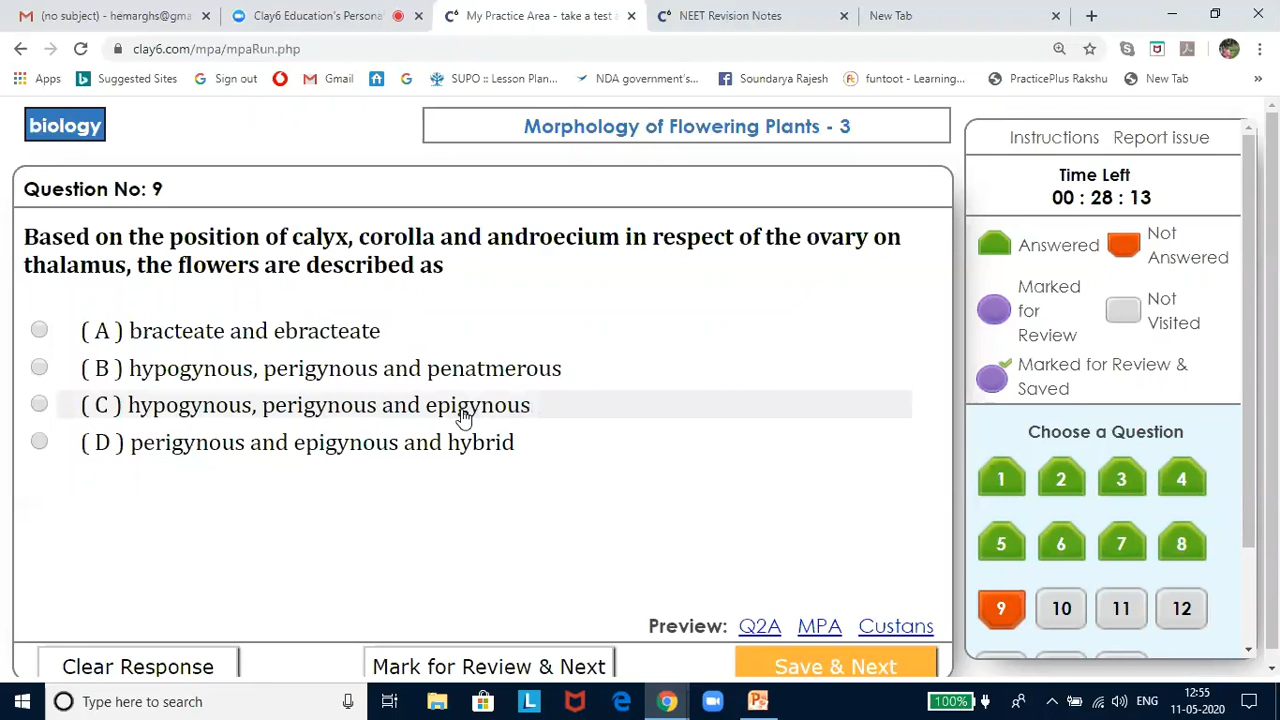 (no subject) - hemarghs@gma
Clay6 Education's Persona
My Practice Area - take a test a
NEET Revision Notes
New Tab
clay6.com/mpa/mpaRun.php
Apps
Suggested Sites
Sign out
Gmail
SUPO :: Lesson Plan...
NDA government's...
Soundarya Rajesh
funtoot - Learning...
PracticePlus Rakshu
New Tab
»
biology
Morphology of Flowering Plants - 3
Instructions Report issue
Time Left
00 : 28 : 13
Question No: 9
Based on the position of calyx, corolla and androecium in respect of the ovary on
thalamus, the flowers are described as
( A ) bracteate and ebracteate
( B ) hypogynous, perigynous and penatmerous
( C ) hypogynous, perigynous and epigynous
( D ) perigynous and epigynous and hybrid
Answered
Not
Answered
Marked
for
Review
Not
Visited
Marked for Review &
Saved
Choose a Question
1 2 3 4
5 6 7 8
9 10 11 12
Preview: Q2A MPA Custans
Clear Response
Mark for Review & Next
Save & Next
Type here to search
100%
ENG
12:55
11-05-2020